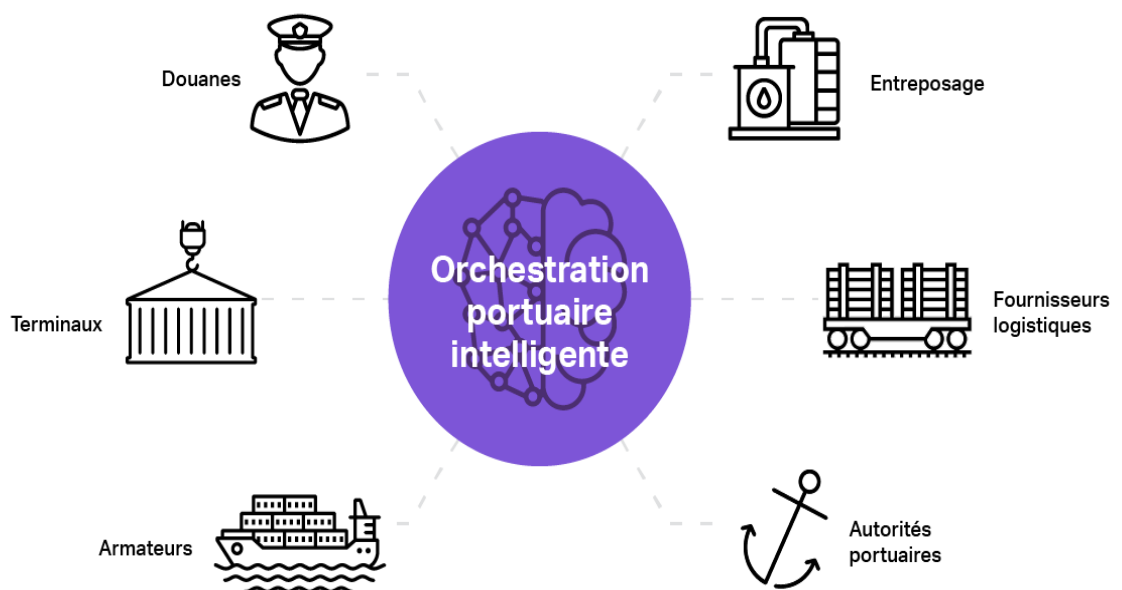 Douanes
Entreposage
Orchestration
portuaire
intelligente
Terminaux
Fournisseurs
logistiques
Armateurs
Autorités
portuaires